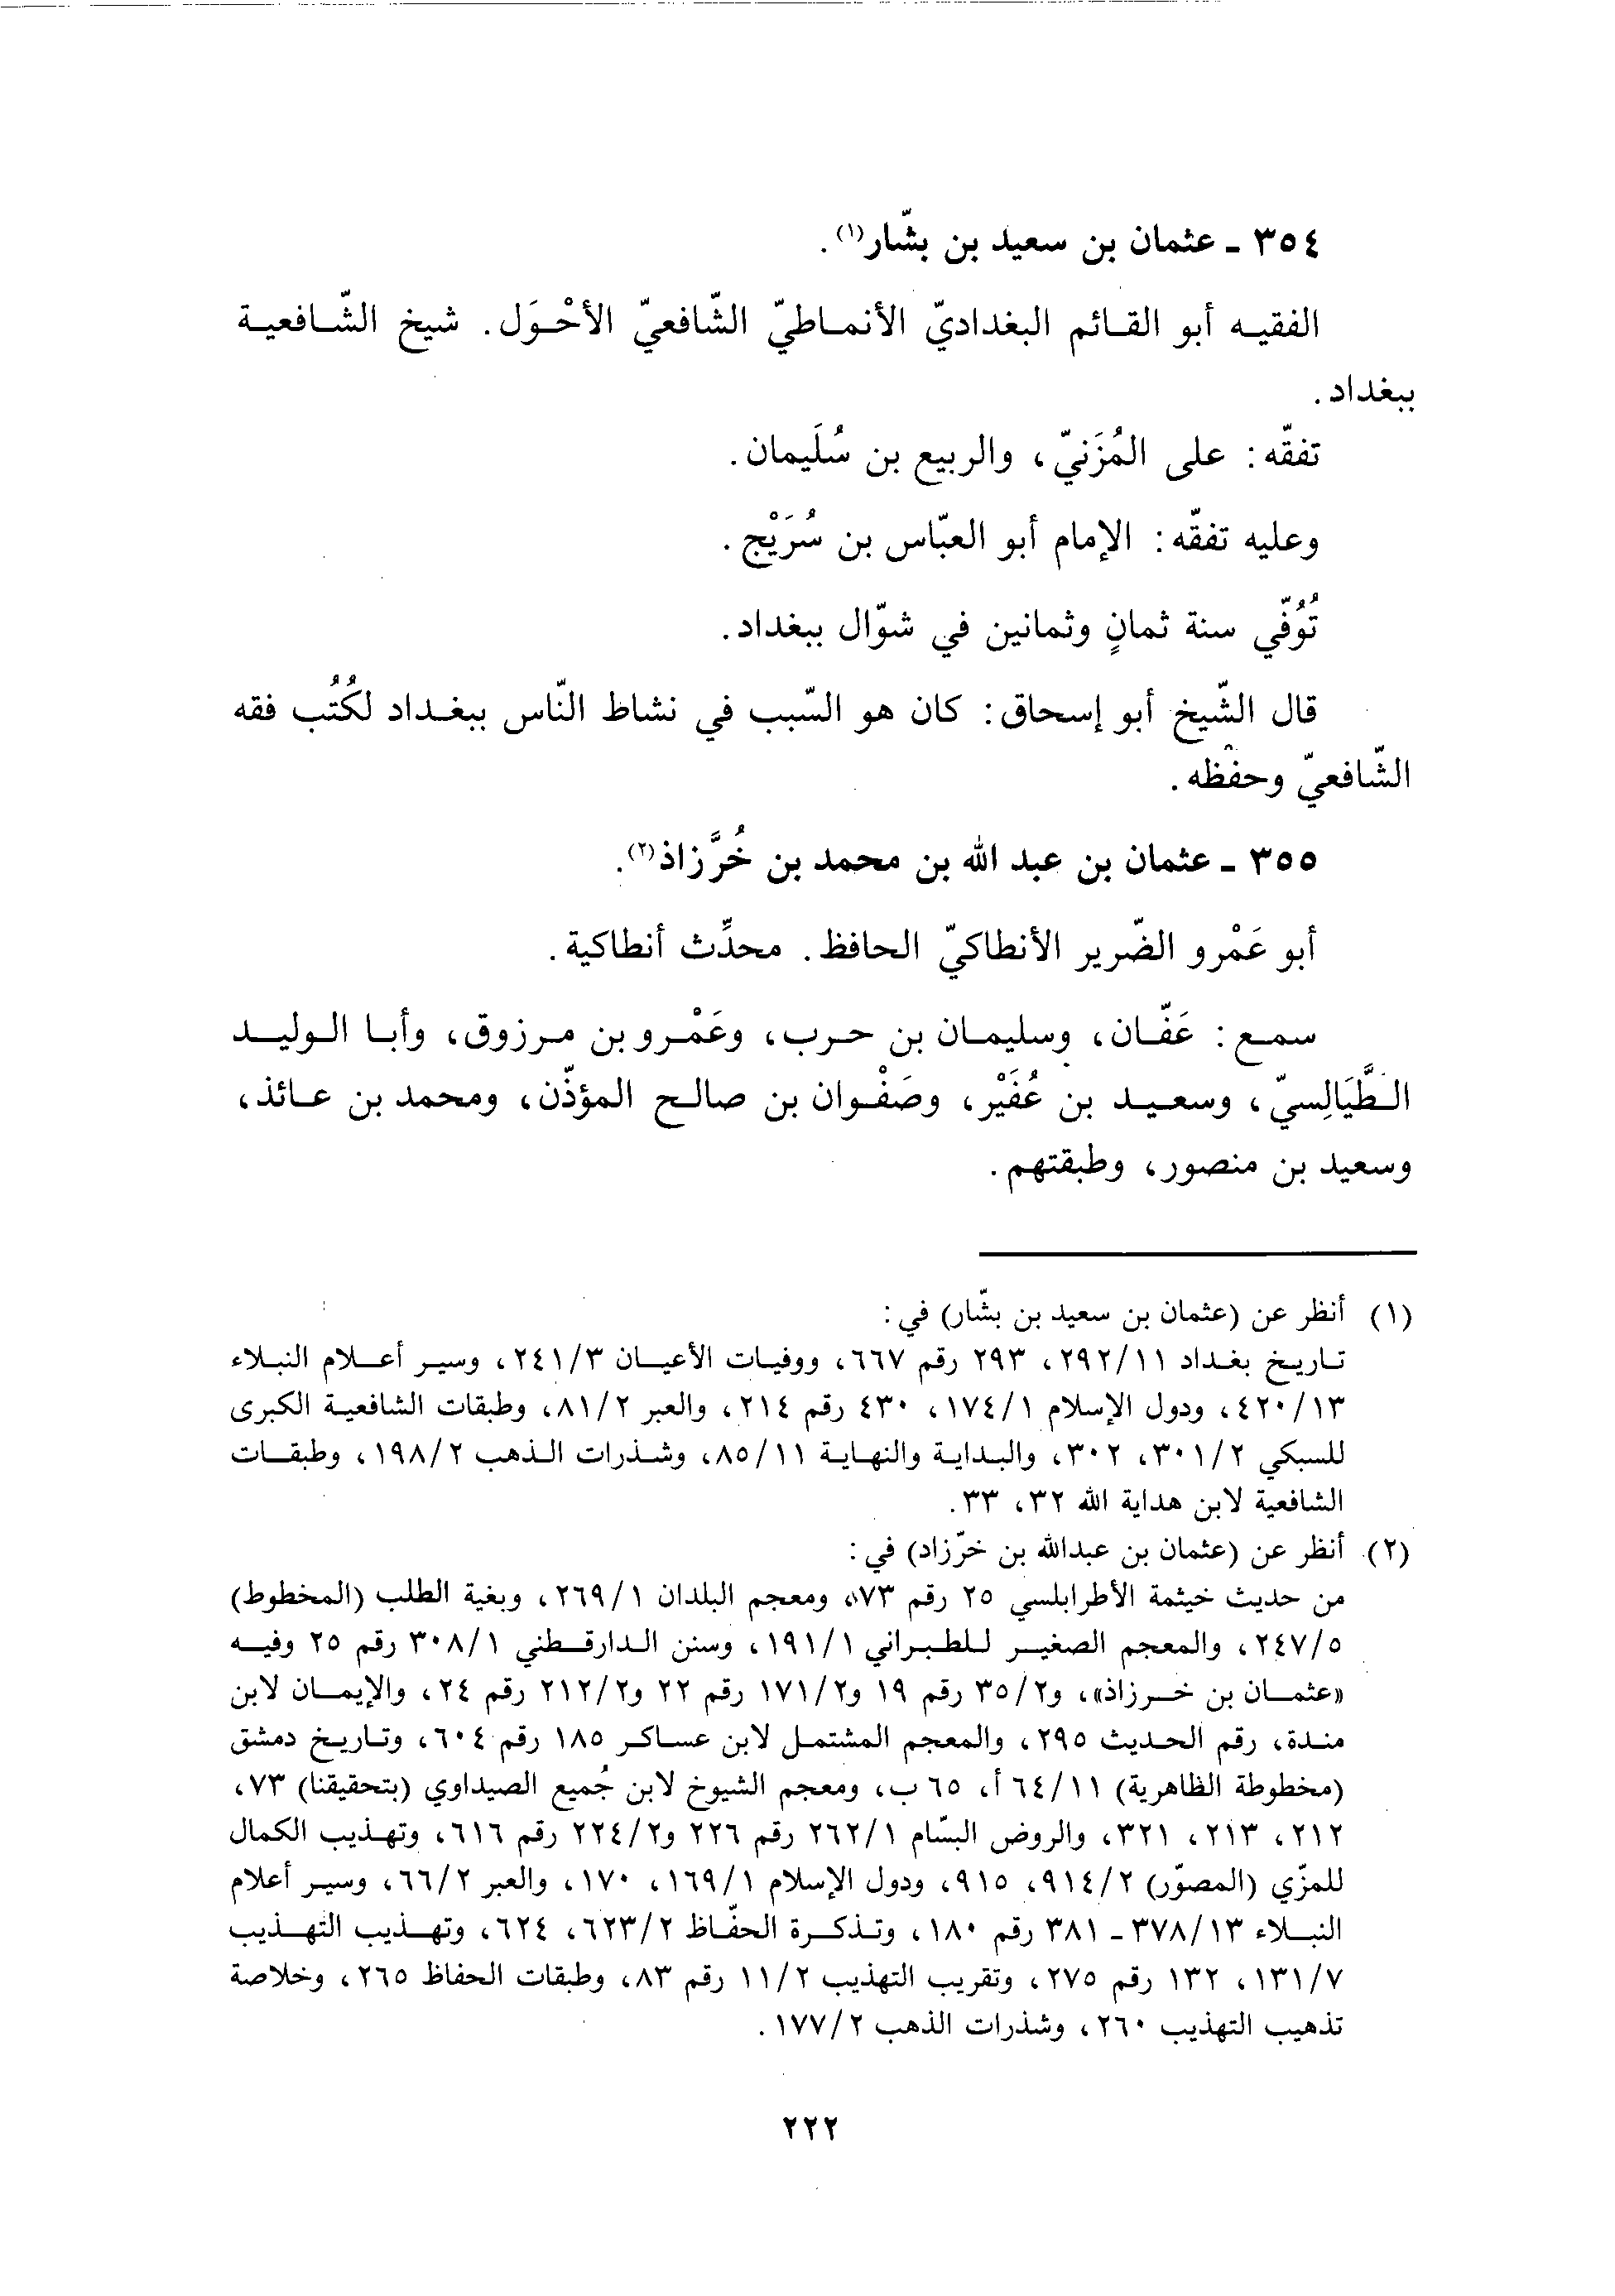 ٣٥٤ ـ عثمان بن سعيد بن بشّار(١).
الفقيه أبو القائم البغداديّ الأنماطيّ الشّافعيّ الأحْوَل. شيخ الشّافعية
ببغداد.
تفقّه: على المُزَنيّ، والربيع بن سُلَيمان.
وعليه تفقّه: الإمام أبو العبّاس بن سُرَيْج.
تُوُفّي سنة ثمانٍ وثمانين في شوّال ببغداد.
قال الشّيخ أبو إسحاق: كان هو السّبب في نشاط النّاس ببغداد لكُتُب فقه
الشّافعيّ وحفْظه.
٣٥٥ ـ عثمان بن عبد الله بن محمد بن خُرَّزاذ(٢).
أبو عَمْرو الضّرير الأنطاكيّ الحافظ. محدِّث أنطاكية.
سمع: عَفّان، وسليمان بن حرب، وعَمْرو بن مرزوق، وأبا الوليد
الطَّيَالِسيّ، وسعيد بن عُفَيْر، وصَفْوان بن صالح المؤذّن، ومحمد بن عائذ،
وسعيد بن منصور، وطبقتهم.
(١) أنظر عن (عثمان بن سعيد بن بشّار) في:
تاريخ بغداد ٢٩٢/١١، ٢٩٣ رقم ٦٦٧، ووفيات الأعيان ٢٤١/٣، وسير أعلام النبلاء
٤٢٠/١٣، ودول الإسلام ١٧٤/١، ٤٣٠ رقم ٢١٤، والعبر ٨١/٢، وطبقات الشافعية الكبرى
للسبكي ٣٠١/٢، ٣٠٢، والبداية والنهاية ٨٥/١١، وشذرات الذهب ١٩٨/٢، وطبقات
الشافعية لابن هداية الله ٣٢، ٣٣.
(٢) أنظر عن (عثمان بن عبدالله بن خرّزاد) في:
من حديث خيثمة الأطرابلسي ٢٥ رقم ٧٣، ومعجم البلدان ٢٦٩/١، وبغية الطلب (المخطوط)
٢٤٧/٥، والمعجم الصغير للطبراني ١٩١/١، وسنن الدارقطني ٣٠٨/١ رقم ٢٥ وفيه
«عثمان بن خرزاذ»، و٣٥/٢ رقم ١٩ و١٧١/٢ رقم ٢٢ و٢١٢/٢ رقم ٢٤، والإيمان لابن
مندة، رقم الحديث ٢٩٥، والمعجم المشتمل لابن عساكر ١٨٥ رقم ٦٠٤، وتاريخ دمشق
(مخطوطة الظاهرية) ٦٤/١١ أ، ٦٥ ب، ومعجم الشيوخ لابن جُميع الصيداوي (بتحقيقنا) ٧٣،
٢١٢، ٢١٣، ٣٢١، والروض البسّام ٢٦٢/١ رقم ٢٢٦ و٢٢٤/٢ رقم ٦١٦، وتهذيب الكمال
للمزّي (المصوّر) ٩١٤/٢، ٩١٥، ودول الإسلام ١٦٩/١، ١٧٠، والعبر ٦٦/٢، وسير أعلام
النبلاء ٣٧٨/١٣ ـ ٣٨١ رقم ١٨٠، وتذكرة الحفّاظ ٦٢٣/٢، ٦٢٤، وتهذيب التهذيب
١٣١/٧، ١٣٢ رقم ٢٧٥، وتقريب التهذيب ١١/٢ رقم ٨٣، وطبقات الحفاظ ٢٦٥، وخلاصة
تذهيب التهذيب ٢٦٠، وشذرات الذهب ١٧٧/٢.
٢٢٢